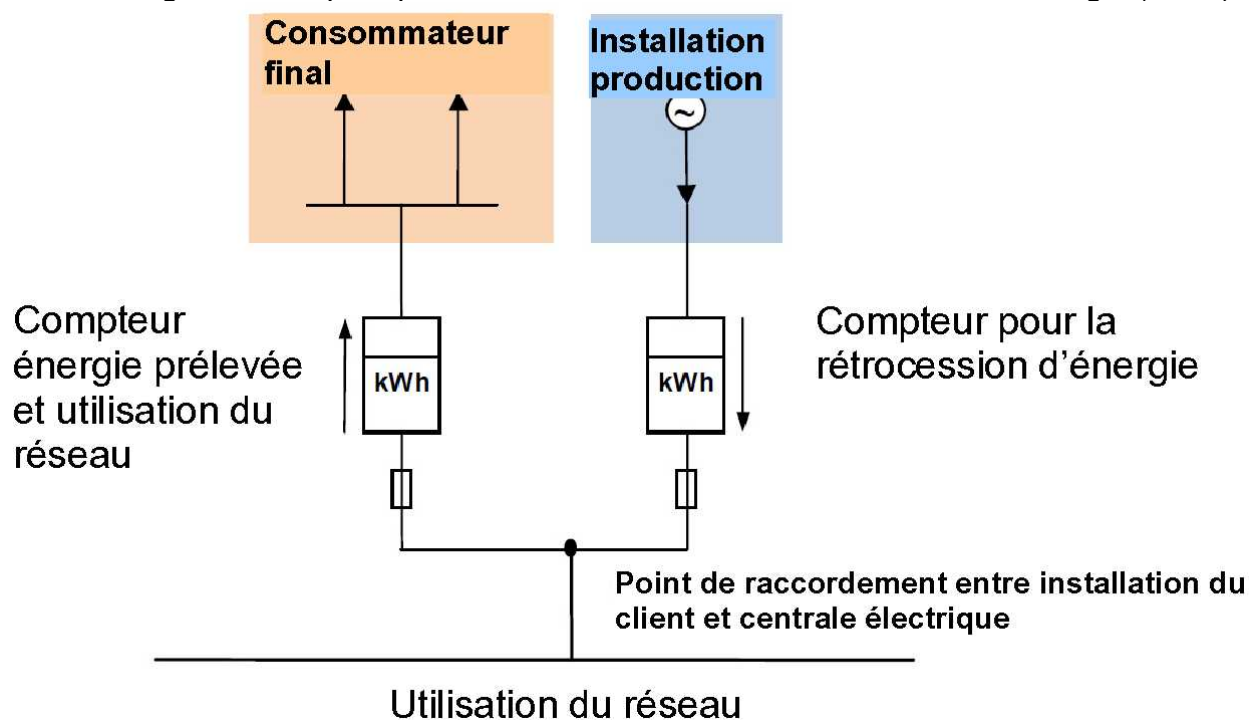 Consommateur
final
Installation
production
~
Compteur
énergie prélevée
et utilisation du
réseau
kWh
kWh
Compteur pour la
rétrocession d'énergie
Point de raccordement entre installation du
client et centrale électrique
Utilisation du réseau